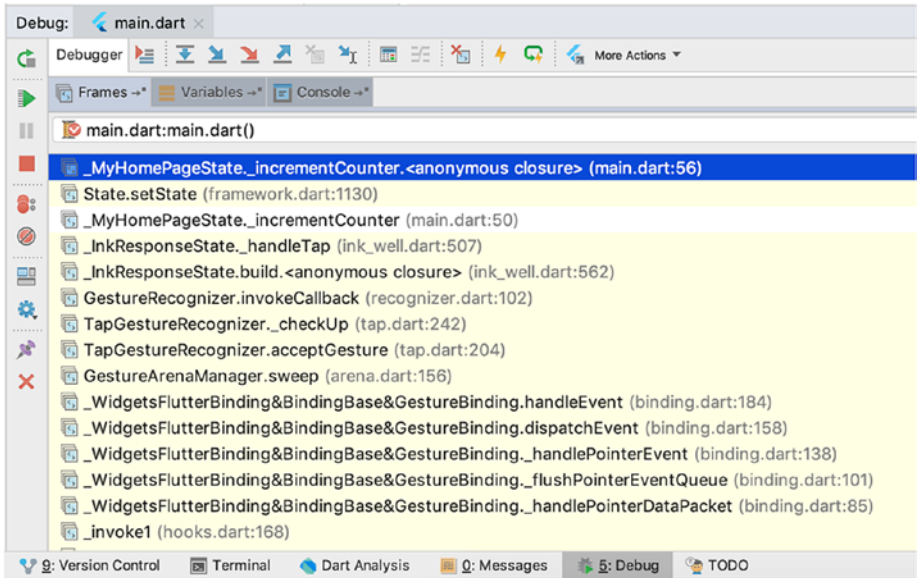 Debug: main.dart
Debugger More Actions
Frames →* Variables →* Console →*
main.dart:main.dart()
_MyHomePageState._incrementCounter.<anonymous closure> (main.dart:56)
State.setState (framework.dart:1130)
_MyHomePageState._incrementCounter (main.dart:50)
_InkResponseState._handleTap (ink_well.dart:507)
_InkResponseState.build.<anonymous closure> (ink_well.dart:562)
GestureRecognizer.invokeCallback (recognizer.dart:102)
TapGestureRecognizer._checkUp (tap.dart:242)
TapGestureRecognizer.acceptGesture (tap.dart:204)
GestureArenaManager.sweep (arena.dart:156)
_WidgetsFlutterBinding&BindingBase&GestureBinding.handleEvent (binding.dart:184)
_WidgetsFlutterBinding&BindingBase&GestureBinding.dispatchEvent (binding.dart:158)
_WidgetsFlutterBinding&BindingBase&GestureBinding._handlePointerEvent (binding.dart:138)
_WidgetsFlutterBinding&BindingBase&GestureBinding._flushPointerEventQueue (binding.dart:101)
_WidgetsFlutterBinding&BindingBase&GestureBinding._handlePointerDataPacket (binding.dart:85)
_invoke1 (hooks.dart:168)
9: Version Control Terminal Dart Analysis 0: Messages 5: Debug TODO